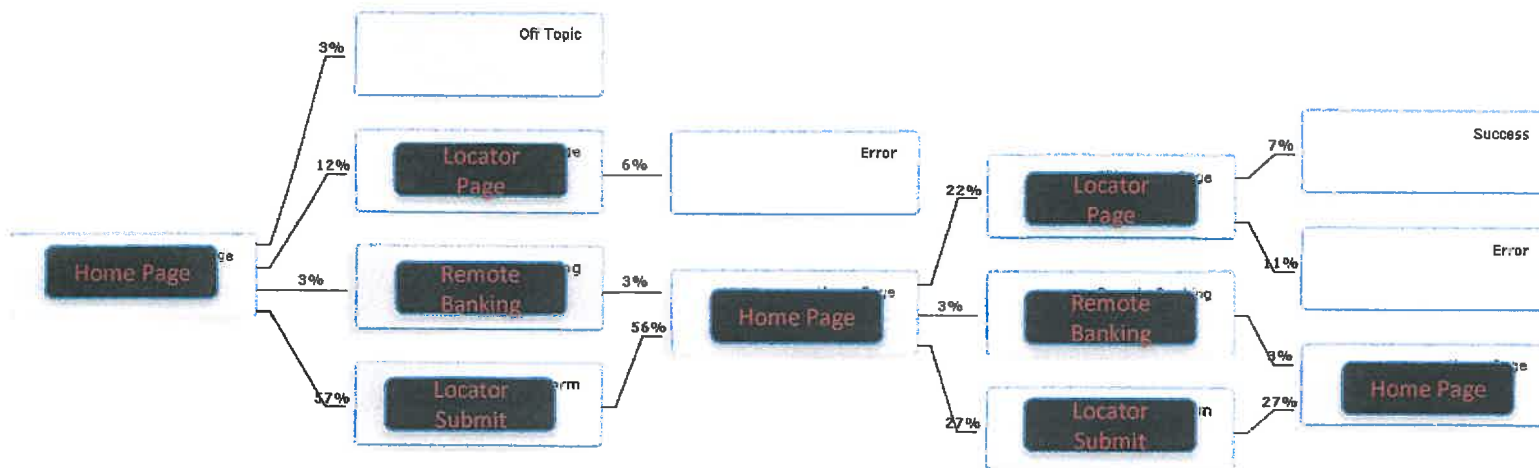 Off Topic
3%
12%
Locator
Page
6%
Error
Home Page
3%
Remote
Banking
3%
57%
Locator
Submit
56%
Home Page
22%
Locator
Page
7%
Success
11%
Error
3%
Remote
Banking
3%
27%
Locator
Submit
27%
Home Page